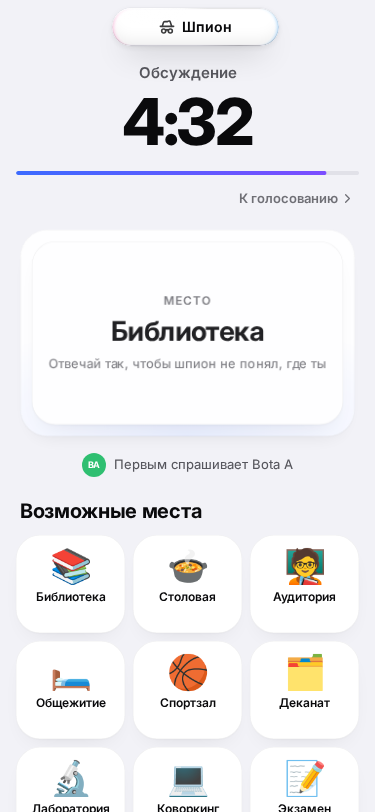 Шпион
Обсуждение
4:32
К голосованию
МЕСТО
Библиотека
Отвечай так, чтобы шпион не понял, где ты
BA Первым спрашивает Bota A
Возможные места
Библиотека Столовая Аудитория
Общежитие Спортзал Деканат
Лаборатория Коворкинг Экзамен